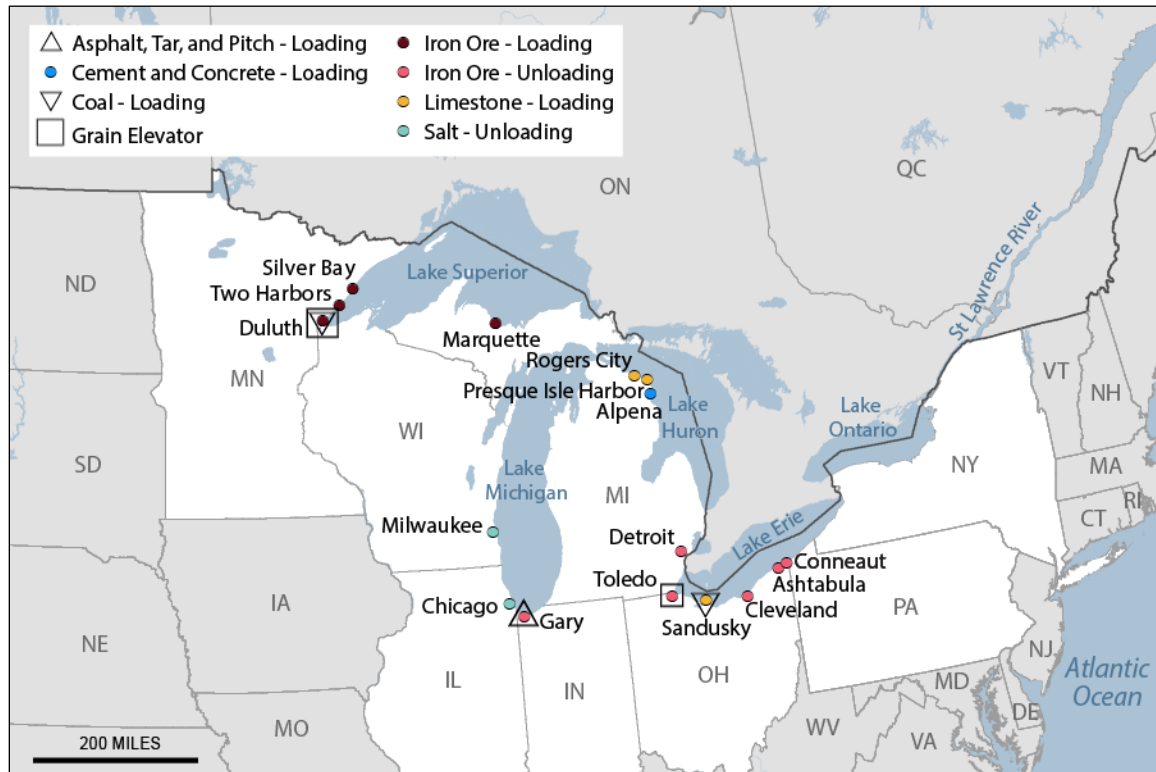 Asphalt, Tar, and Pitch - Loading
Cement and Concrete - Loading
Coal - Loading
Grain Elevator
Iron Ore - Loading
Iron Ore - Unloading
Limestone - Loading
Salt - Unloading
ON
QC
St Lawrence River
ND
Silver Bay
Lake Superior
Two Harbors
Duluth
Marquette
MN
Rogers City
Presque Isle Harbor
Alpena
Lake
Huron
Lake
Ontario
VT
NH
SD
WI
Lake
Michigan
MI
NY
MA
RI
CT
Milwaukee
Detroit
Lake Erie
Conneaut
Ashtabula
Toledo
Cleveland
PA
IA
Chicago
Gary
Sandusky
NE
NJ
IL
IN
OH
Atlantic
Ocean
MD
DE
MO
WV
VA
200 MILES